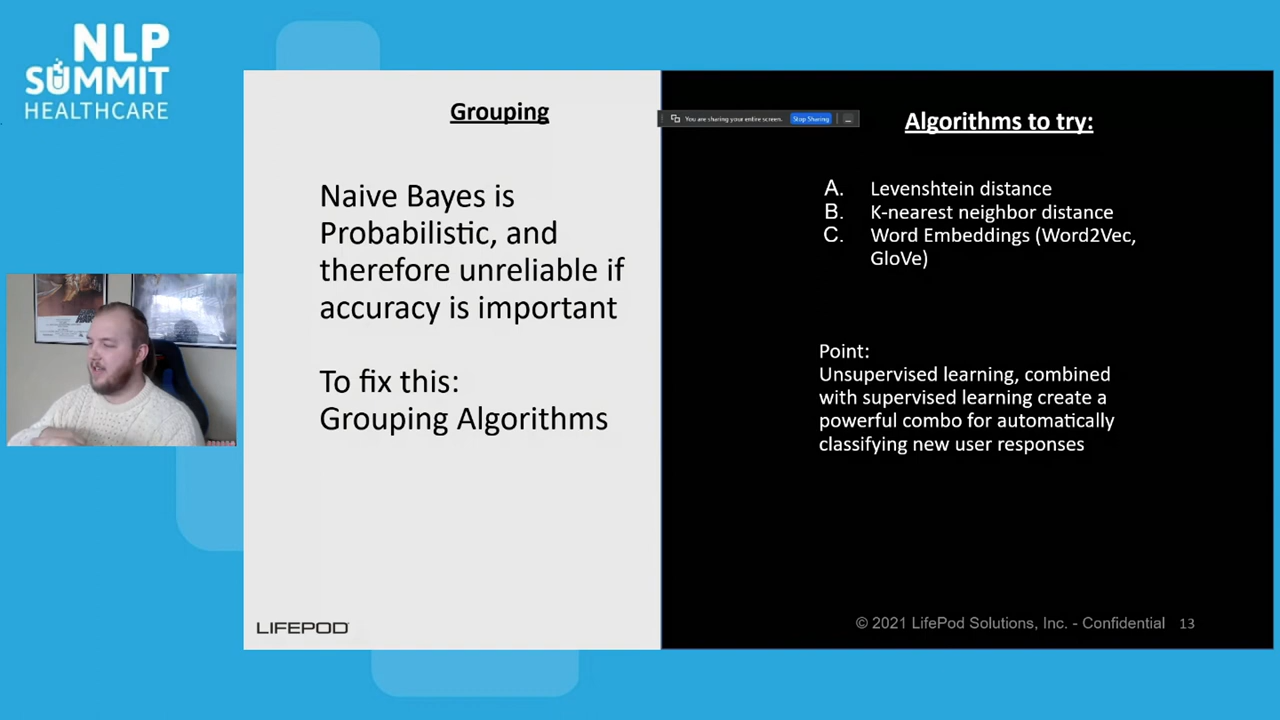 NLP
SUMMIT
HEALTHCARE
Grouping
Naive Bayes is
Probabilistic, and
therefore unreliable if
accuracy is important
To fix this:
Grouping Algorithms
LIFEPOD
You are sharing your entire screen. Stop Sharing
Algorithms to try:
A. Levenshtein distance
B. K-nearest neighbor distance
C. Word Embeddings (Word2Vec,
GloVe)
Point:
Unsupervised learning, combined
with supervised learning create a
powerful combo for automatically
classifying new user responses
© 2021 LifePod Solutions, Inc. - Confidential 13